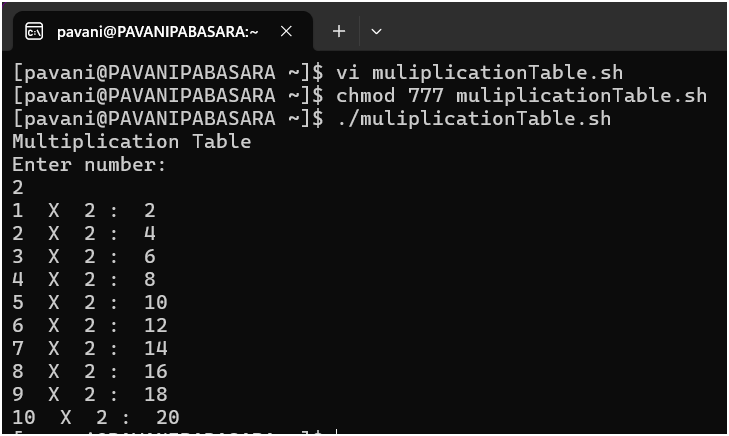 pavani@PAVANIPABASARA:~
[pavani@PAVANIPABASARA ~]$ vi muliplicationTable.sh
[pavani@PAVANIPABASARA ~]$ chmod 777 muliplicationTable.sh
[pavani@PAVANIPABASARA ~]$ ./muliplicationTable.sh
Multiplication Table
Enter number:
2
1  X  2 :  2
2  X  2 :  4
3  X  2 :  6
4  X  2 :  8
5  X  2 :  10
6  X  2 :  12
7  X  2 :  14
8  X  2 :  16
9  X  2 :  18
10  X  2 :  20
[pavani@PAVANIPABASARA ~]$